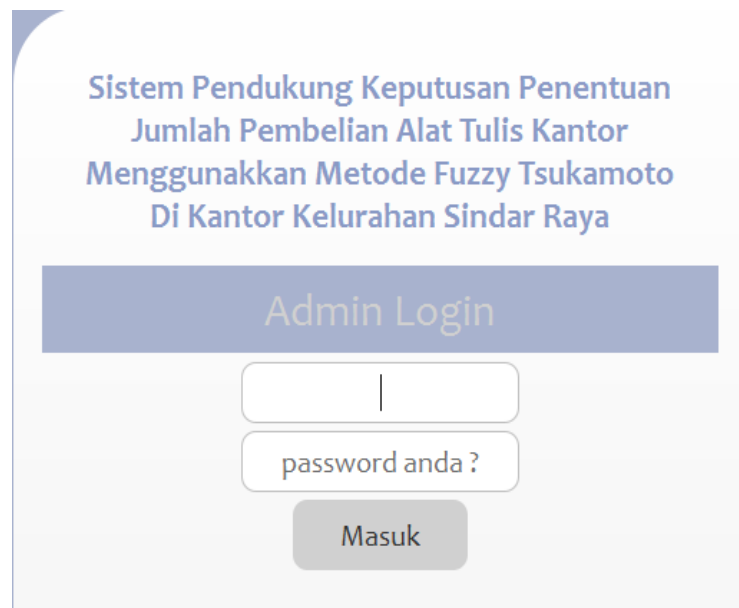 Sistem Pendukung Keputusan Penentuan
Jumlah Pembelian Alat Tulis Kantor
Menggunakkan Metode Fuzzy Tsukamoto
Di Kantor Kelurahan Sindar Raya
Admin Login
password anda ?
Masuk